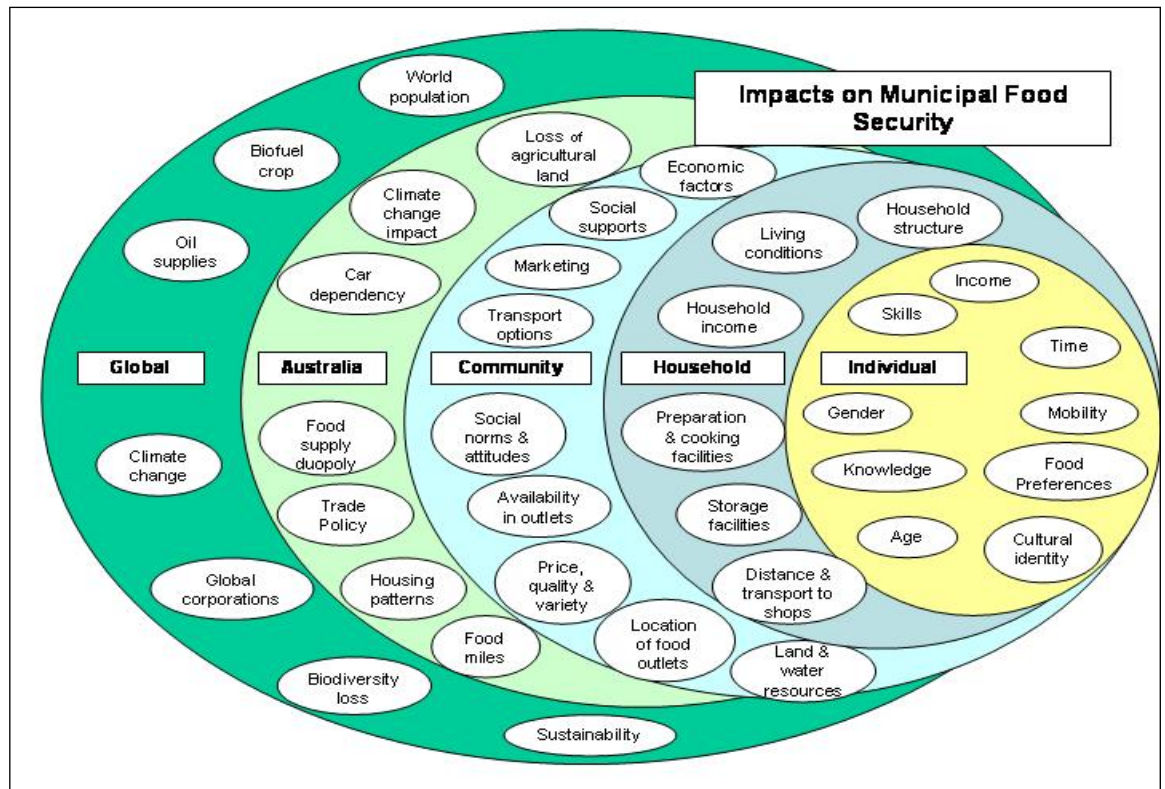 Impacts on Municipal Food
Security
World
population
Biofuel
crop
Oil
supplies
Global
Climate
change
Global
corporations
Biodiversity
loss
Sustainability
Loss of
agricultural
land
Climate
change
impact
Car
dependency
Australia
Food
supply
duopoly
Trade
Policy
Housing
patterns
Food
miles
Economic
factors
Social
supports
Marketing
Transport
options
Community
Social
norms &
attitudes
Availability
in outlets
Price,
quality &
variety
Location
of food
outlets
Land &
water
resources
Household
structure
Living
conditions
Household
income
Household
Preparation
& cooking
facilities
Storage
facilities
Distance &
transport to
shops
Income
Skills
Time
Individual
Gender
Mobility
Knowledge
Food
Preferences
Age
Cultural
identity